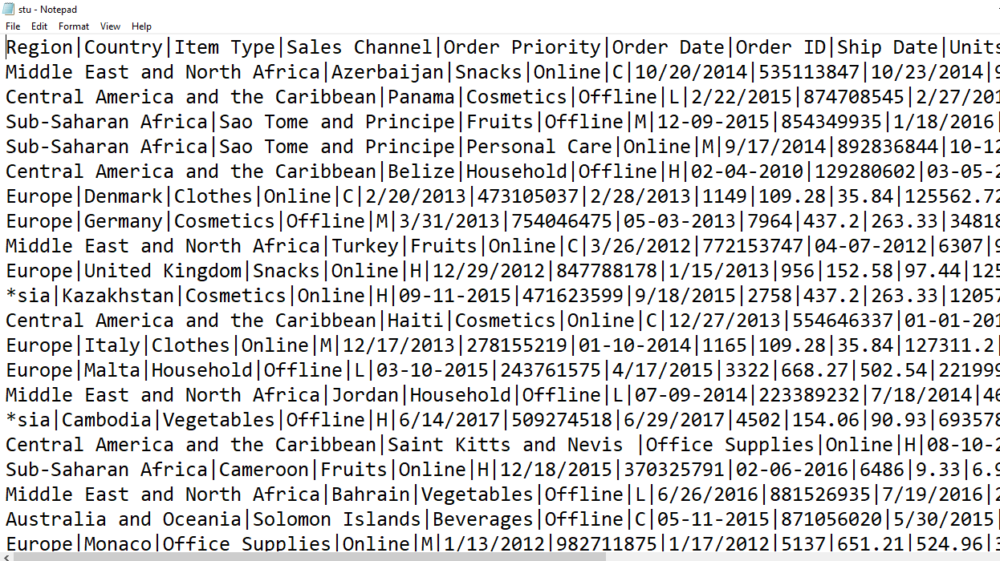 stu - Notepad
File Edit Format View Help
Region|Country|Item Type|Sales Channel|Order Priority|Order Date|Order ID|Ship Date|Units
Middle East and North Africa|Azerbaijan|Snacks|Online|C|10/20/2014|535113847|10/23/2014|9
Central America and the Caribbean|Panama|Cosmetics|Offline|L|2/22/2015|874708545|2/27/201
Sub-Saharan Africa|Sao Tome and Principe|Fruits|Offline|M|12-09-2015|854349935|1/18/2016|
Sub-Saharan Africa|Sao Tome and Principe|Personal Care|Online|M|9/17/2014|892836844|10-12
Central America and the Caribbean|Belize|Household|Offline|H|02-04-2010|129280602|03-05-2
Europe|Denmark|Clothes|Online|C|2/20/2013|473105037|2/28/2013|1149|109.28|35.84|125562.72
Europe|Germany|Cosmetics|Offline|M|3/31/2013|754046475|05-03-2013|7964|437.2|263.33|34818
Middle East and North Africa|Turkey|Fruits|Online|C|3/26/2012|772153747|04-07-2012|6307|9
Europe|United Kingdom|Snacks|Online|H|12/29/2012|847788178|1/15/2013|956|152.58|97.44|125
*sia|Kazakhstan|Cosmetics|Online|H|09-11-2015|471623599|9/18/2015|2758|437.2|263.33|12057
Central America and the Caribbean|Haiti|Cosmetics|Online|C|12/27/2013|554646337|01-01-201
Europe|Italy|Clothes|Online|M|12/17/2013|278155219|01-10-2014|1165|109.28|35.84|127311.2|
Europe|Malta|Household|Offline|L|03-10-2015|243761575|4/17/2015|3322|668.27|502.54|221999
Middle East and North Africa|Jordan|Household|Offline|L|07-09-2014|223389232|7/18/2014|46
*sia|Cambodia|Vegetables|Offline|H|6/14/2017|509274518|6/29/2017|4502|154.06|90.93|693578
Central America and the Caribbean|Saint Kitts and Nevis |Office Supplies|Online|H|08-10-2
Sub-Saharan Africa|Cameroon|Fruits|Online|H|12/18/2015|370325791|02-06-2016|6486|9.33|6.9
Middle East and North Africa|Bahrain|Vegetables|Offline|L|6/26/2016|881526935|7/19/2016|2
Australia and Oceania|Solomon Islands|Beverages|Offline|C|05-11-2015|871056020|5/30/2015|
Europe|Monaco|Office Supplies|Online|M|1/13/2012|982711875|1/17/2012|5137|651.21|524.96|3